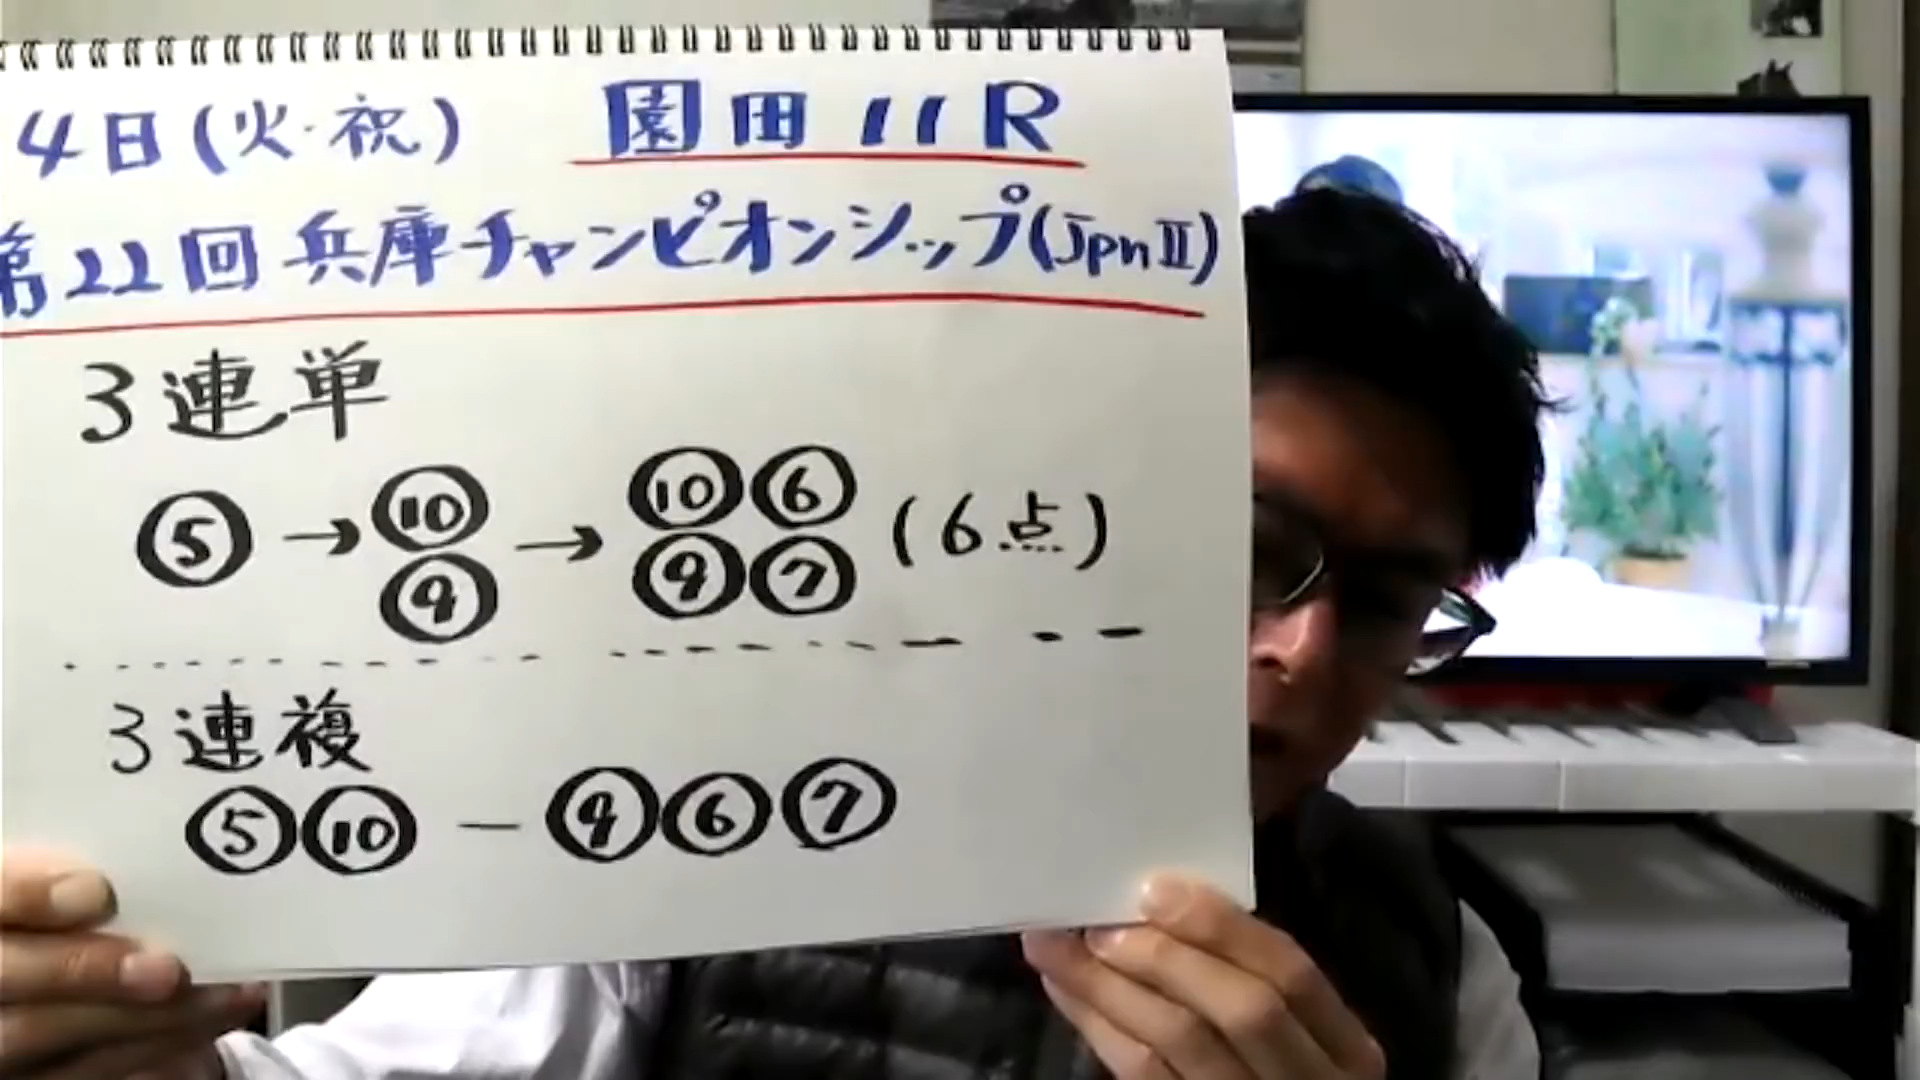 4日(火・祝) 園田11R
第22回兵庫チャンピオンシップ(JpnⅡ)
3連単
⑤→⑩⑨→⑩⑥⑨⑦(6点)
3連複
⑤⑩-⑨⑥⑦